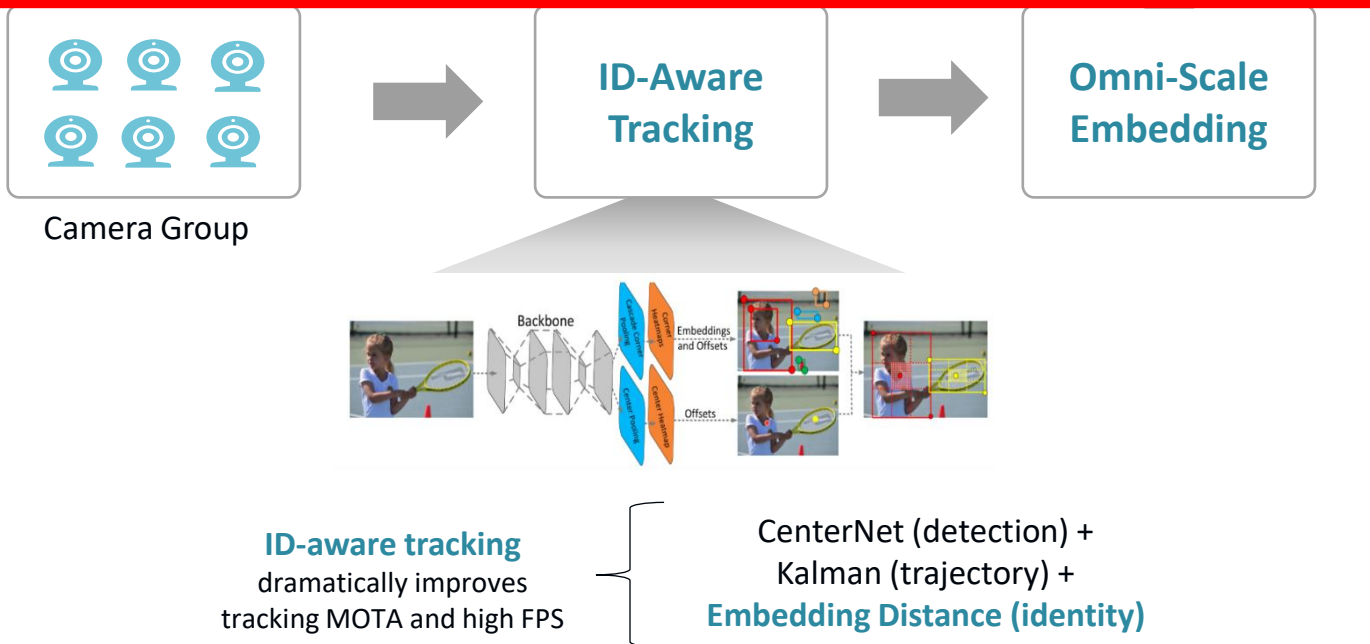 ID-Aware
Tracking
Omni-Scale
Embedding
Camera Group
Backbone
Cascade Corner
Pooling
Corner
Heatmaps
Embeddings
and Offsets
Center Pooling
Center Heatmap
Offsets
ID-aware tracking
dramatically improves
tracking MOTA and high FPS
CenterNet (detection) +
Kalman (trajectory) +
Embedding Distance (identity)